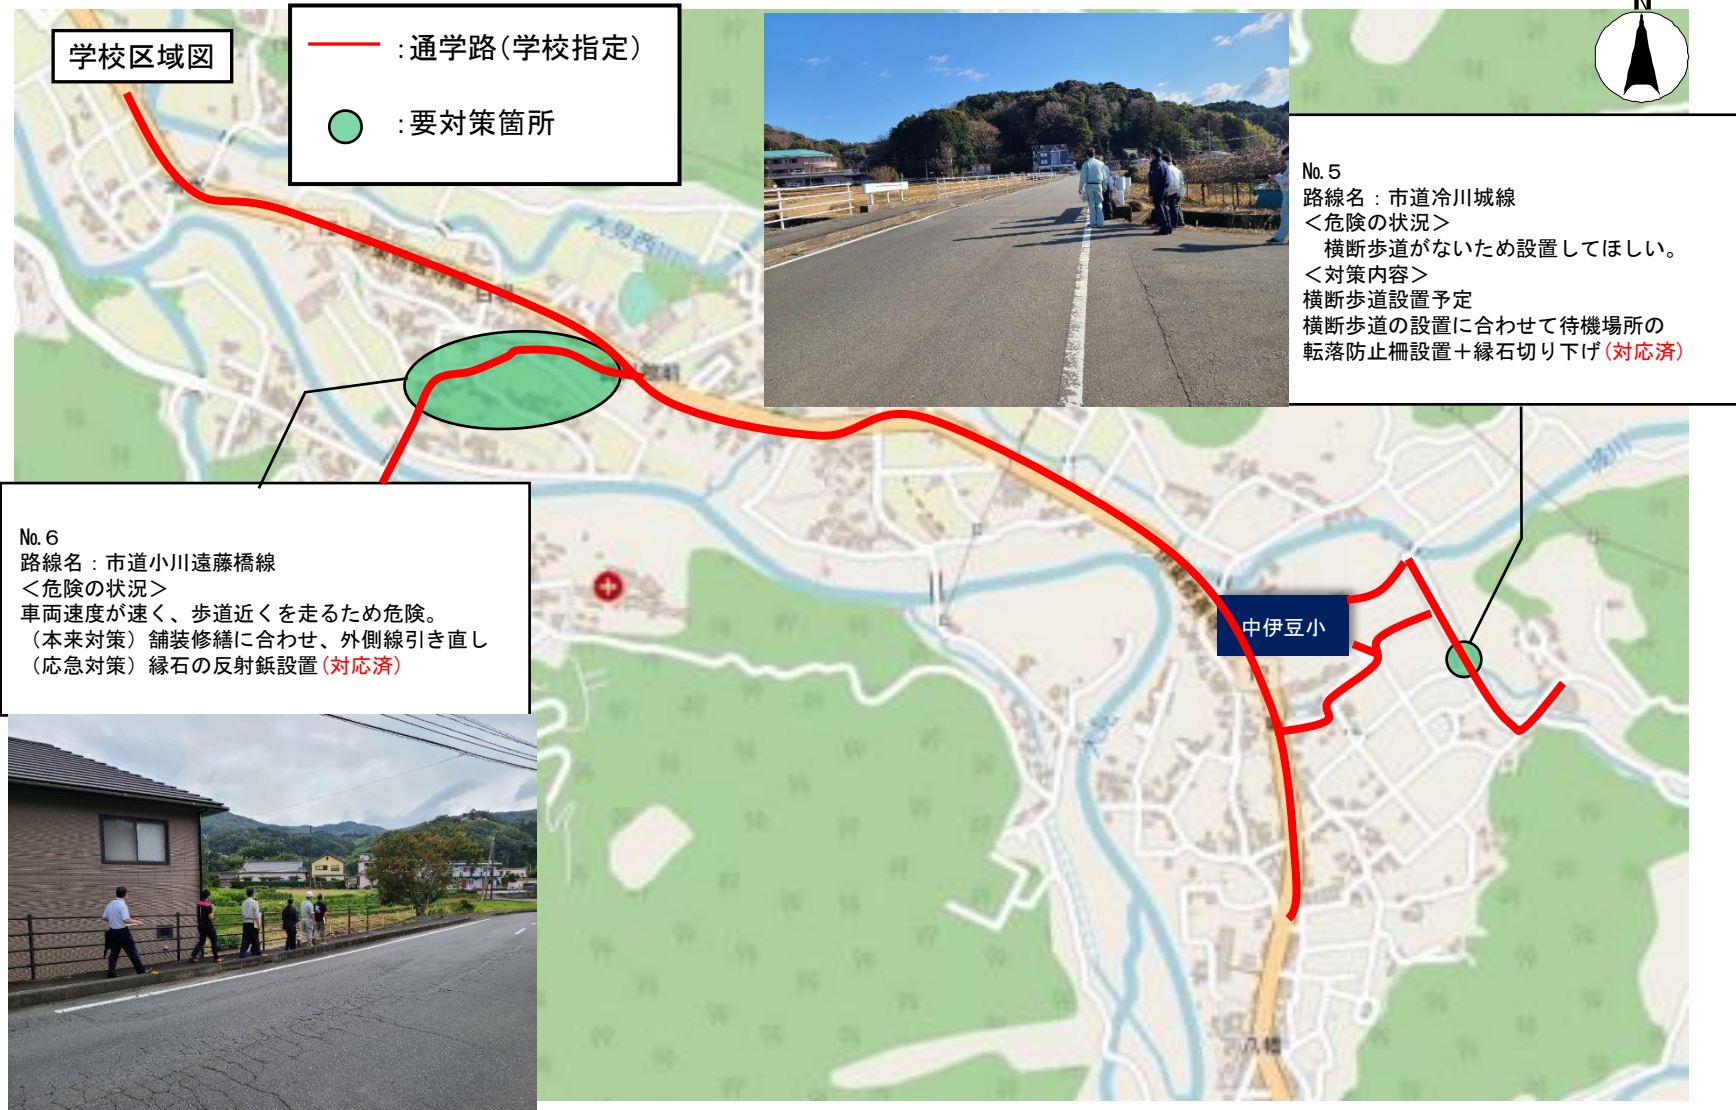 学校区域図
：通学路（学校指定）
：要対策箇所
N
No.5
路線名：市道冷川城線
＜危険の状況＞
横断歩道がないため設置してほしい。
＜対策内容＞
横断歩道設置予定
横断歩道の設置に合わせて待機場所の
転落防止柵設置＋縁石切り下げ（対応済）
No.6
路線名：市道小川遠藤橋線
＜危険の状況＞
車両速度が速く、歩道近くを走るため危険。
（本来対策）舗装修繕に合わせ、外側線引き直し
（応急対策）縁石の反射鋲設置（対応済）
中伊豆小
八幡